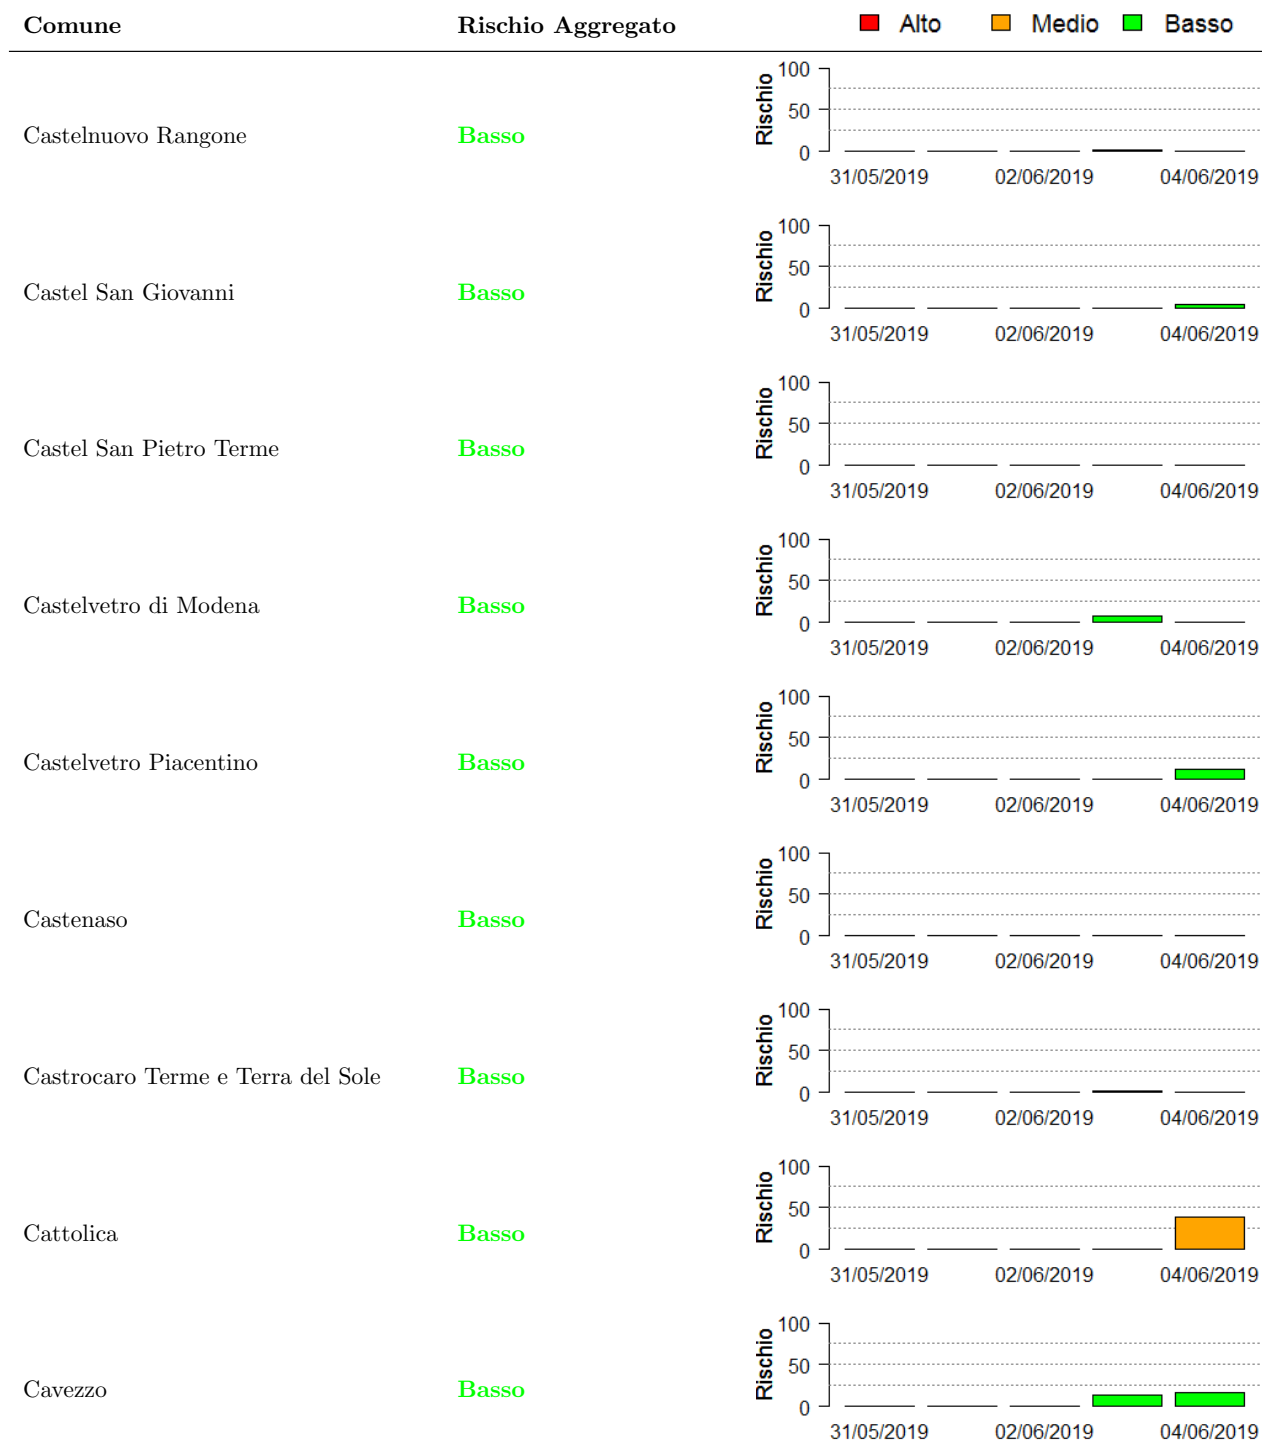 Comune Rischio Aggregato Alto Medio Basso
100
50
0
Rischio
Castelnuovo Rangone Basso
31/05/2019 02/06/2019 04/06/2019
100
50
0
Rischio
Castel San Giovanni Basso
31/05/2019 02/06/2019 04/06/2019
100
50
0
Rischio
Castel San Pietro Terme Basso
31/05/2019 02/06/2019 04/06/2019
100
50
0
Rischio
Castelvetro di Modena Basso
31/05/2019 02/06/2019 04/06/2019
100
50
0
Rischio
Castelvetro Piacentino Basso
31/05/2019 02/06/2019 04/06/2019
100
50
0
Rischio
Castenaso Basso
31/05/2019 02/06/2019 04/06/2019
100
50
0
Rischio
Castrocaro Terme e Terra del Sole Basso
31/05/2019 02/06/2019 04/06/2019
100
50
0
Rischio
Cattolica Basso
31/05/2019 02/06/2019 04/06/2019
100
50
0
Rischio
Cavezzo Basso
31/05/2019 02/06/2019 04/06/2019